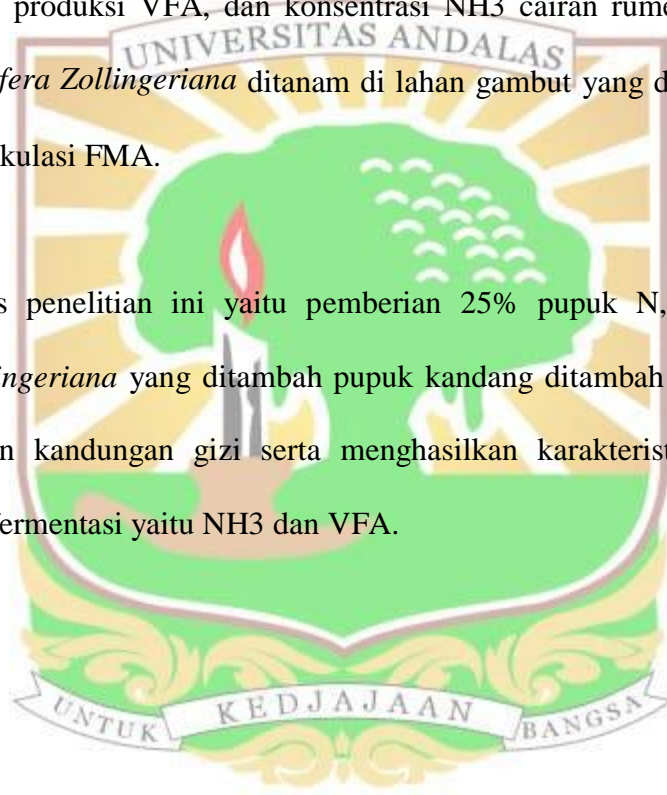 produksi VFA, dan konsentrasi NH3 cairan rume
UNIVERSITAS ANDALAS
fera Zollingeriana ditanam di lahan gambut yang d
kulasi FMA.
s penelitian ini yaitu pemberian 25% pupuk N,
ingeriana yang ditambah pupuk kandang ditambah
n kandungan gizi serta menghasilkan karakterist
fermentasi yaitu NH3 dan VFA.
UNTUK KEDJAJAAN BANGSA